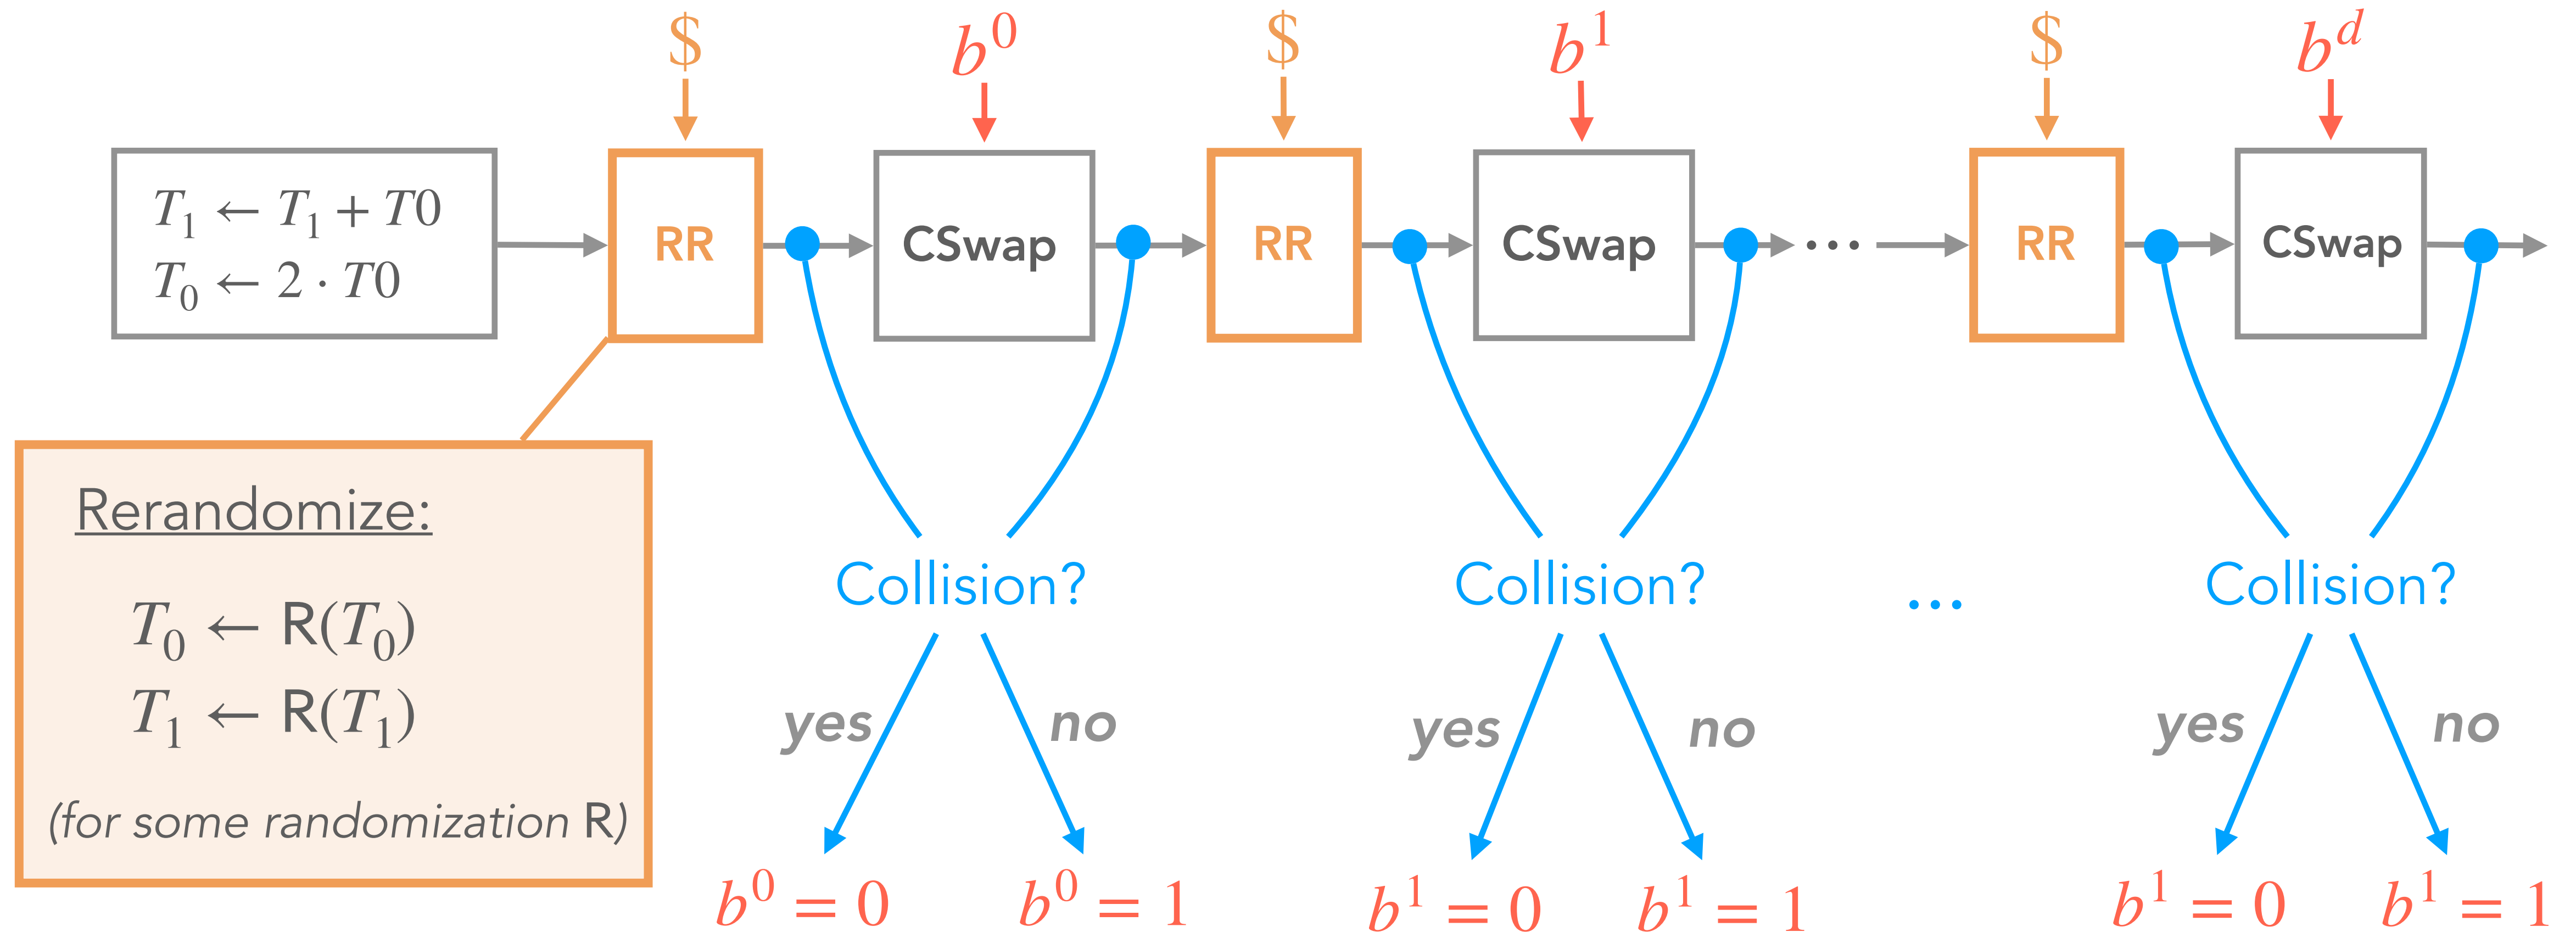 $ b^0 $ b^1 $ b^d
T_1 ← T_1 + T0
T_0 ← 2 · T0
RR CSwap RR CSwap ... RR CSwap
Rerandomize:
T_0 ← R(T_0)
T_1 ← R(T_1)
(for some randomization R)
Collision? Collision? ... Collision?
yes no yes no yes no
b^0 = 0 b^0 = 1 b^1 = 0 b^1 = 1 b^1 = 0 b^1 = 1